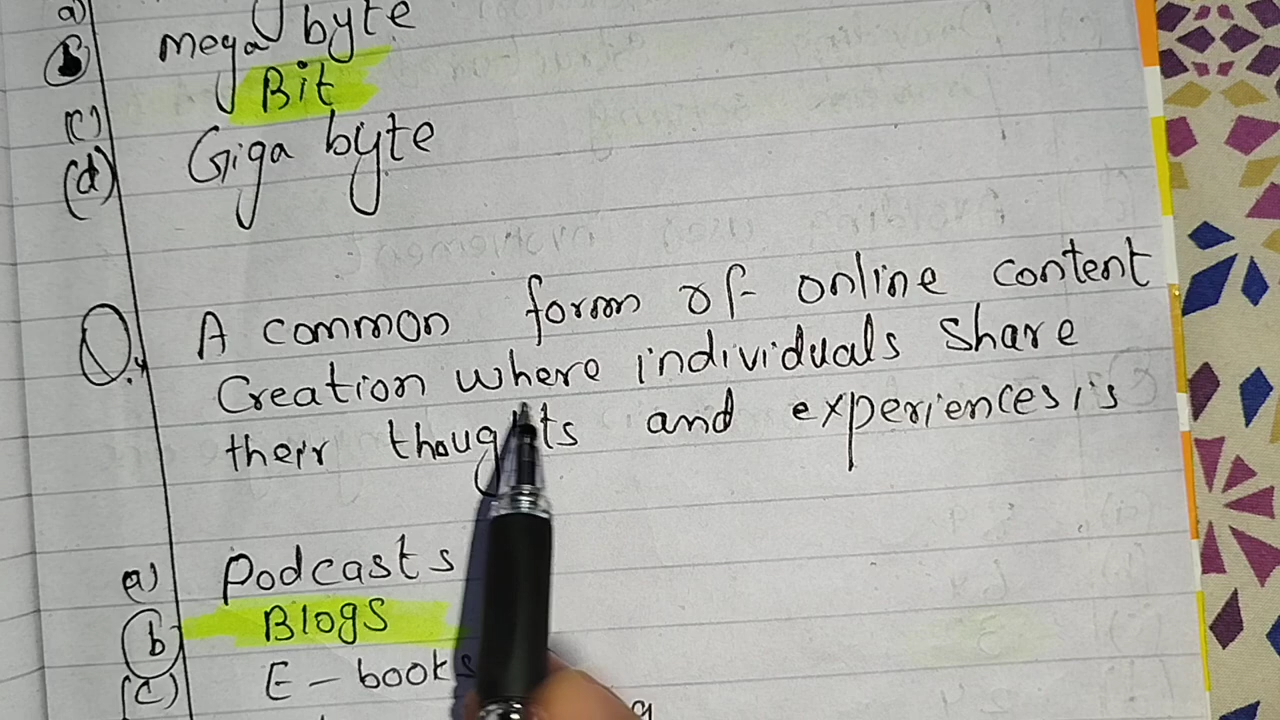 a)
mega byte
(b) Bit
(c)
(d) Giga byte
Q. A common form of online content
Creation where individuals share
their thoughts and experiences, is
a) Podcasts
(b) Blogs
(c) E-books